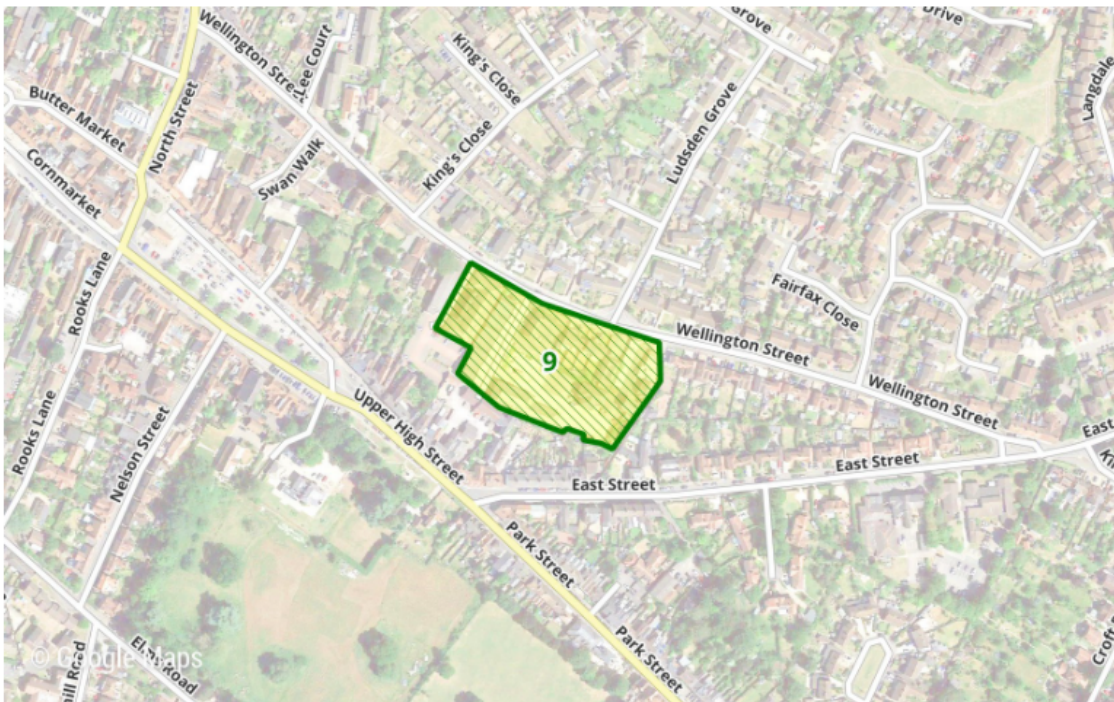 Wellington Street
Lee Court
King's Close
Grove
Drive
Langdale
Butter Market
North Street
Cornmarket
Swan Walk
King's Close
Ludsden Grove
Rooks Lane
Fairfax Close
9
Wellington Street
Upper High Street
Wellington Street
Nelson Street
Rooks Lane
East Street
East Street
East
Park Street
Park Street
© Google Maps
Road
Croft